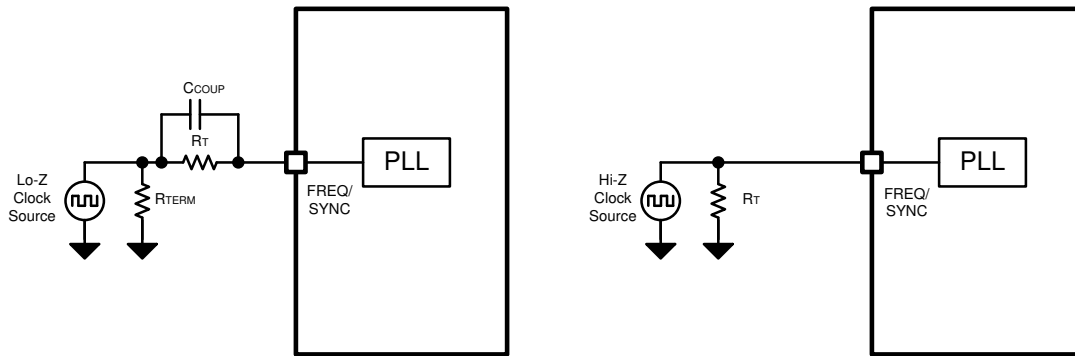 CCOUP
RT
PLL
Lo-Z
Clock
Source
RTERM
FREQ/
SYNC
Hi-Z
Clock
Source
RT
PLL
FREQ/
SYNC